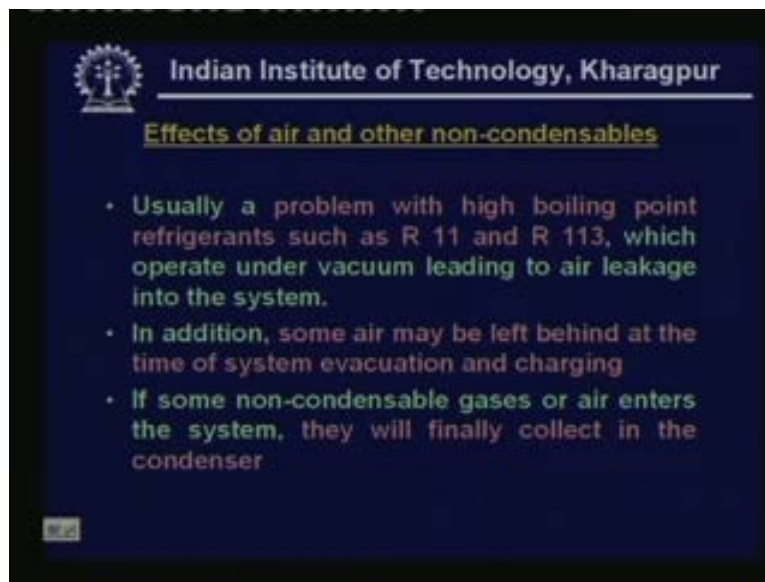 Indian Institute of Technology, Kharagpur
Effects of air and other non-condensables
• Usually a problem with high boiling point
refrigerants such as R 11 and R 113, which
operate under vacuum leading to air leakage
into the system.
• In addition, some air may be left behind at the
time of system evacuation and charging
• If some non-condensable gases or air enters
the system, they will finally collect in the
condenser